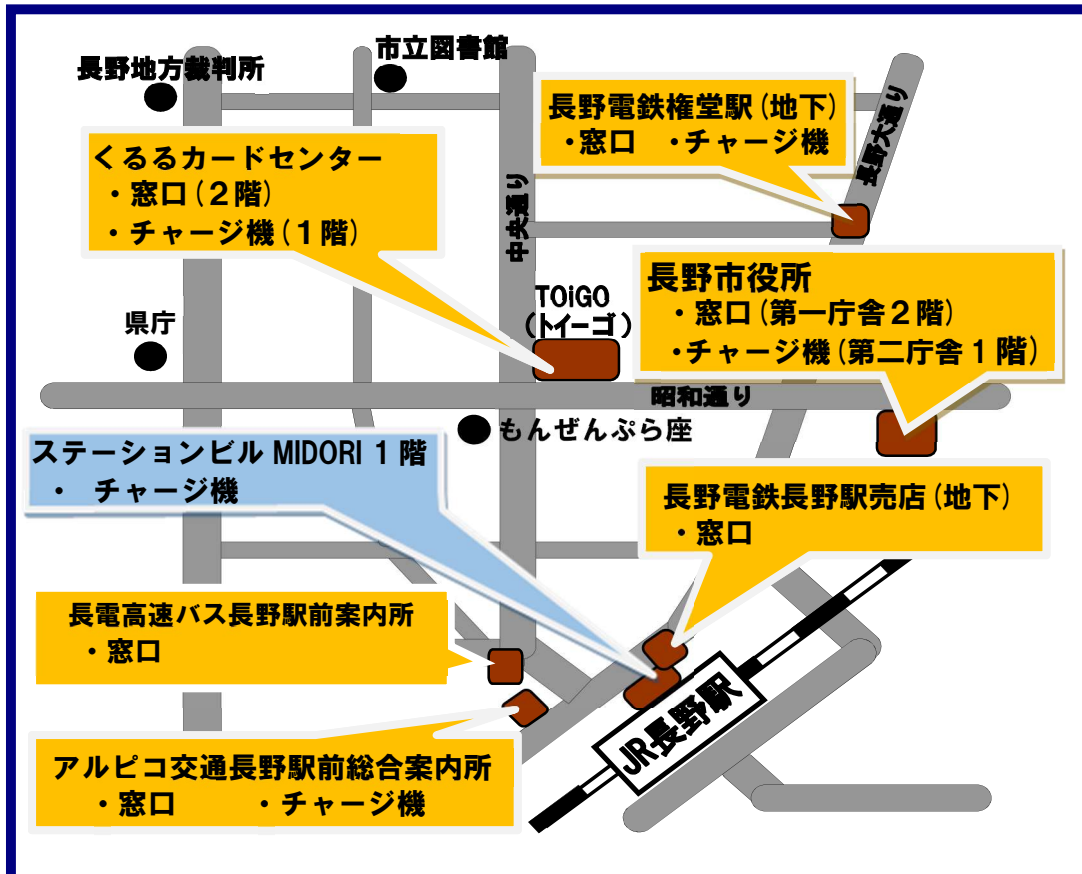 市立図書館
長野地方裁判所
長野電鉄権堂駅(地下)
・窓口 ・チャージ機
長野大通り
くるるカードセンター
・窓口(2階)
・チャージ機(1階)
中央通り
長野市役所
・窓口(第一庁舎2階)
・チャージ機(第二庁舎1階)
TOiGO
(トイーゴ)
県庁
昭和通り
もんぜんぷら座
ステーションビル MIDORI 1階
・ チャージ機
長野電鉄長野駅売店(地下)
・窓口
長電高速バス長野駅前案内所
・窓口
JR長野駅
アルピコ交通長野駅前総合案内所
・窓口 ・チャージ機